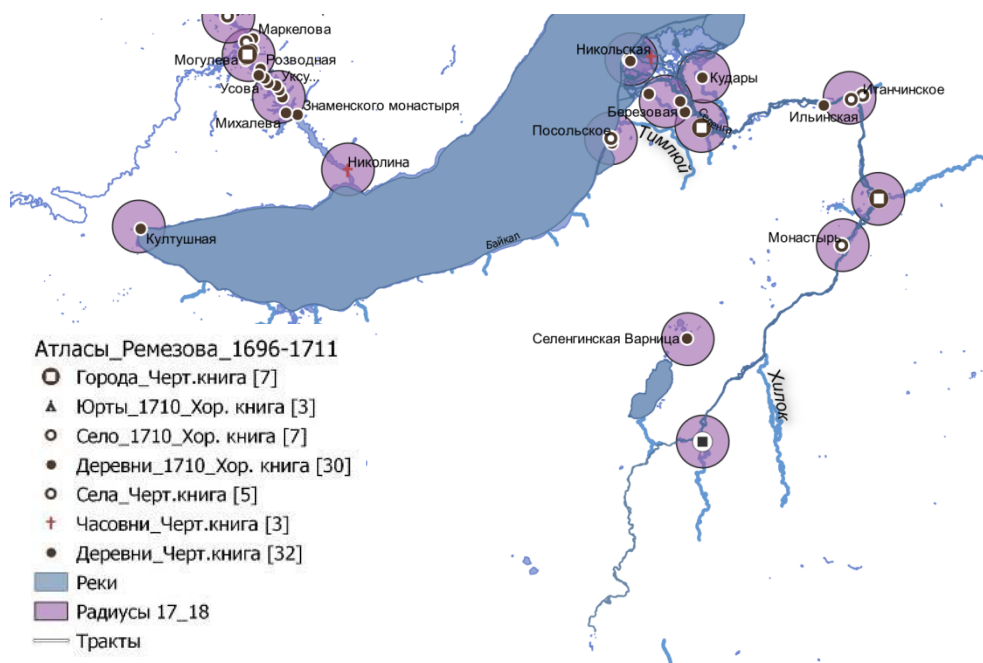 Маркелова
Могулева
Розводная
Усова
Уксу...
Знаменского монастыря
Михалева
Николина
Култушная
Байкал
Никольская
Кудары
Березовая
Селенга
Посольское
Тимлюй
Ильинская
Итанчинское
Монастырь
Селенгинская Варница
Хилок
Атласы_Ремезова_1696-1711
Города_Черт.книга [7]
Юрты_1710_Хор. книга [3]
Село_1710_Хор. книга [7]
Деревни_1710_Хор. книга [30]
Села_Черт.книга [5]
Часовни_Черт.книга [3]
Деревни_Черт.книга [32]
Реки
Радиусы 17_18
Тракты